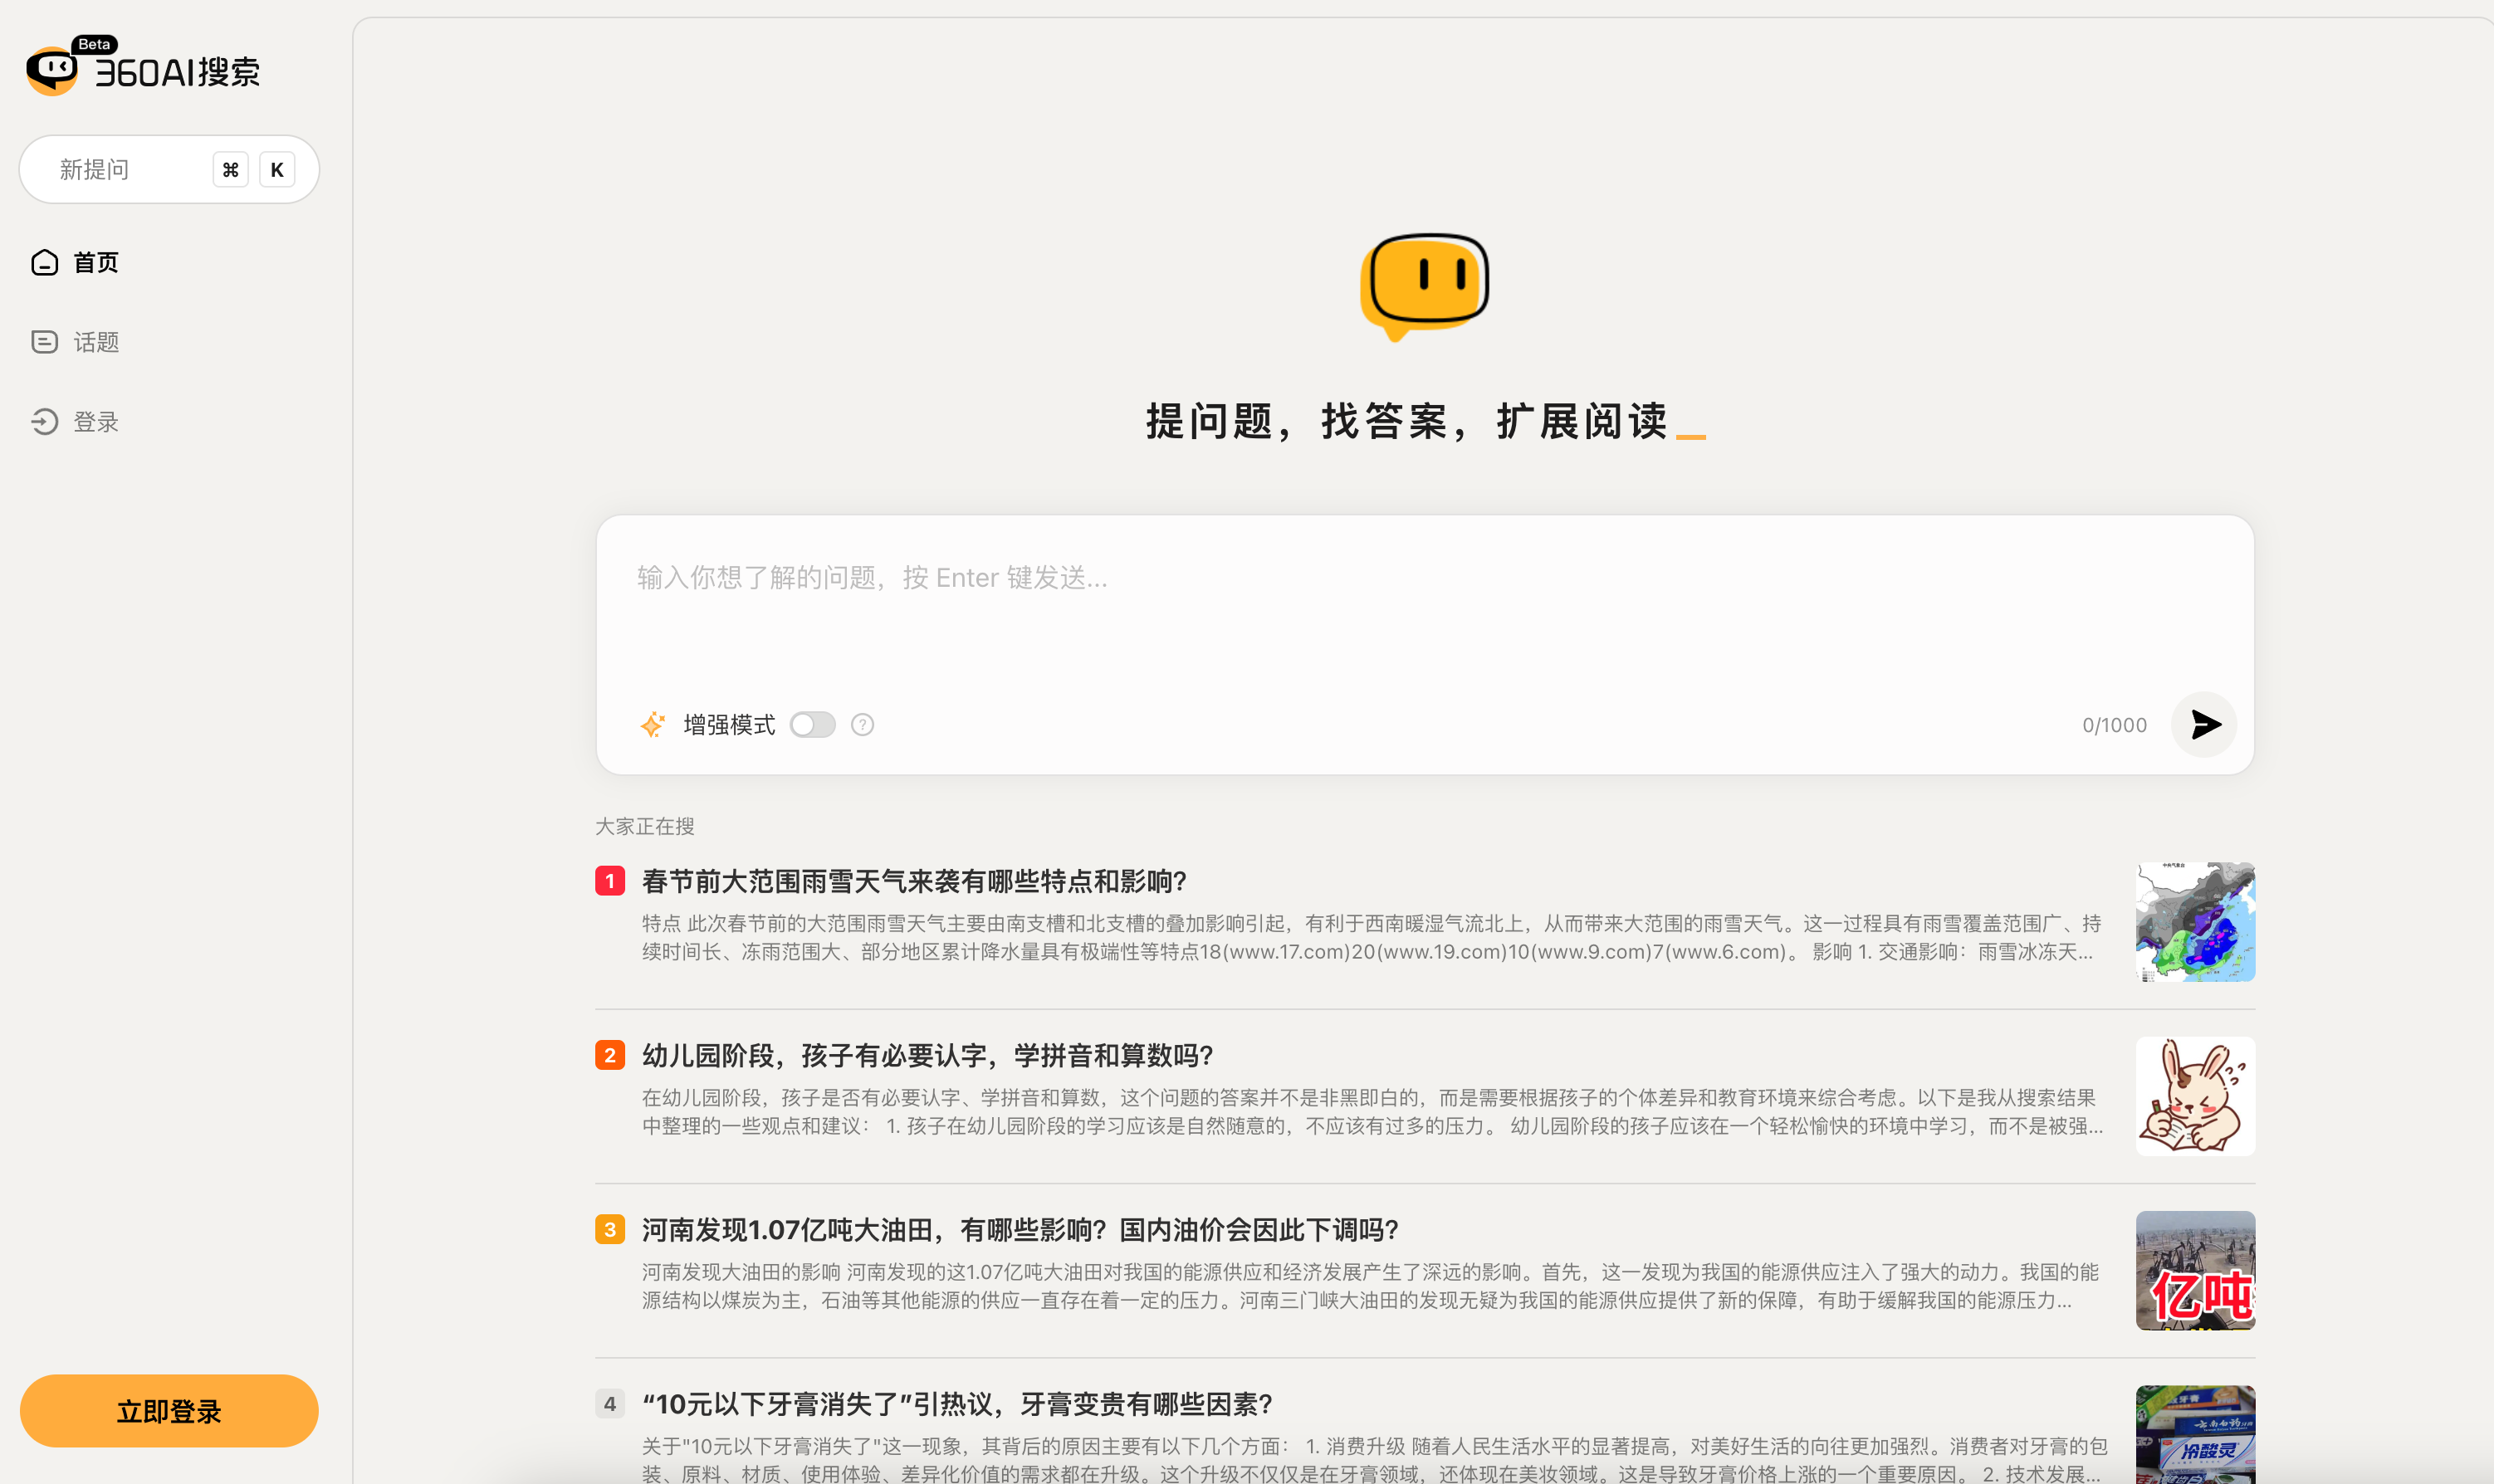 Beta
360AI搜索
新提问 ⌘ K
首页
话题
登录
立即登录
提问题，找答案，扩展阅读_
输入你想了解的问题，按 Enter 键发送...
增强模式 ?
0/1000
大家正在搜
1 春节前大范围雨雪天气来袭有哪些特点和影响?
特点 此次春节前的大范围雨雪天气主要由南支槽和北支槽的叠加影响引起，有利于西南暖湿气流北上，从而带来大范围的雨雪天气。这一过程具有雨雪覆盖范围广、持
续时间长、冻雨范围大、部分地区累计降水量具有极端性等特点18(www.17.com)20(www.19.com)10(www.9.com)7(www.6.com)。 影响 1. 交通影响：雨雪冰冻天...
2 幼儿园阶段，孩子有必要认字，学拼音和算数吗?
在幼儿园阶段，孩子是否有必要认字、学拼音和算数，这个问题的答案并不是非黑即白的，而是需要根据孩子的个体差异和教育环境来综合考虑。以下是我从搜索结果
中整理的一些观点和建议： 1. 孩子在幼儿园阶段的学习应该是自然随意的，不应该有过多的压力。 幼儿园阶段的孩子应该在一个轻松愉快的环境中学习，而不是被强...
3 河南发现1.07亿吨大油田，有哪些影响？国内油价会因此下调吗?
河南发现大油田的影响 河南发现的这1.07亿吨大油田对我国的能源供应和经济发展产生了深远的影响。首先，这一发现为我国的能源供应注入了强大的动力。我国的能
源结构以煤炭为主，石油等其他能源的供应一直存在着一定的压力。河南三门峡大油田的发现无疑为我国的能源供应提供了新的保障，有助于缓解我国的能源压力...
亿吨
4 “10元以下牙膏消失了”引热议，牙膏变贵有哪些因素?
关于"10元以下牙膏消失了"这一现象，其背后的原因主要有以下几个方面： 1. 消费升级 随着人民生活水平的显著提高，对美好生活的向往更加强烈。消费者对牙膏的包
装、原料、材质、使用体验、差异化价值的需求都在升级。这个升级不仅仅是在牙膏领域，还体现在美妆领域。这是导致牙膏价格上涨的一个重要原因。 2. 技术发展...
云南白药
冷酸灵